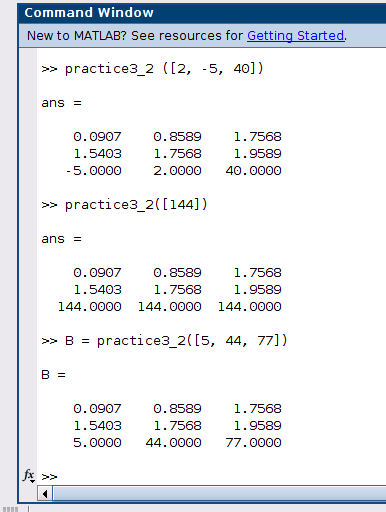 Command Window
New to MATLAB? See resources for Getting Started.
>> practice3_2 ([2, -5, 40])
ans =
0.0907 0.8589 1.7568
1.5403 1.7568 1.9589
-5.0000 2.0000 40.0000
>> practice3_2([144])
ans =
0.0907 0.8589 1.7568
1.5403 1.7568 1.9589
144.0000 144.0000 144.0000
>> B = practice3_2([5, 44, 77])
B =
0.0907 0.8589 1.7568
1.5403 1.7568 1.9589
5.0000 44.0000 77.0000
fx >>